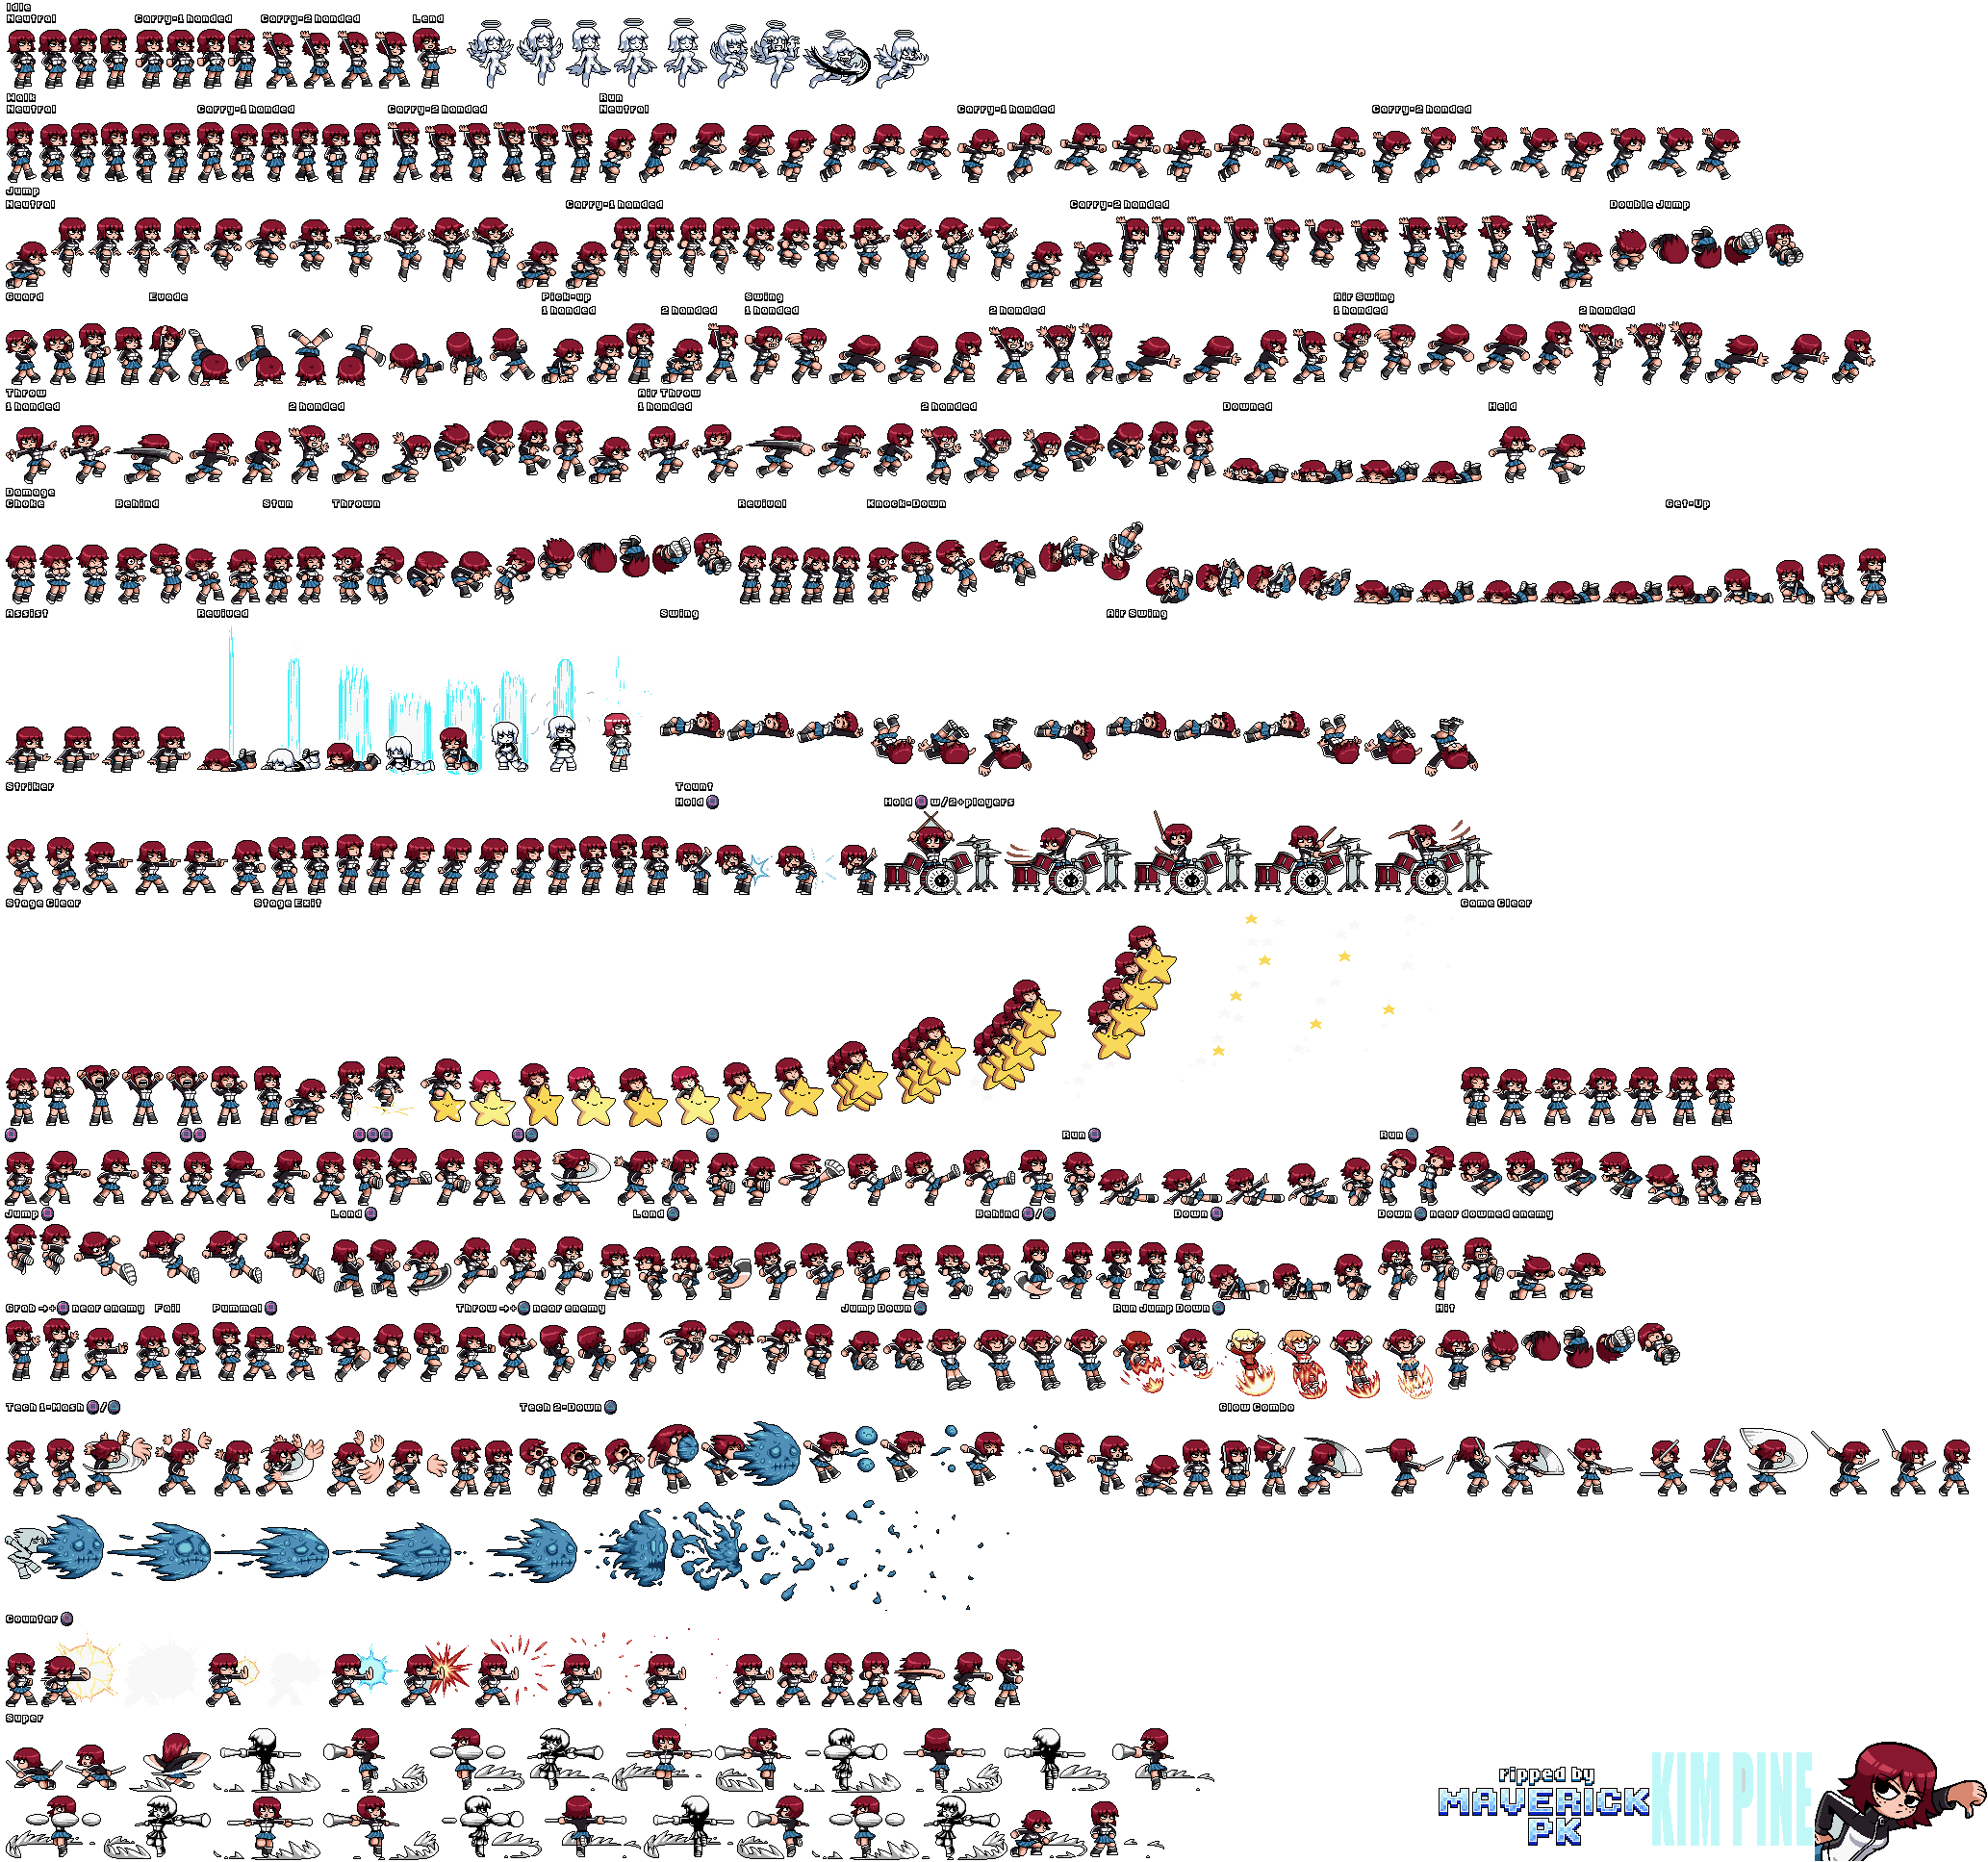 Idle
Neutral Carry-1 handed Carry-2 handed Lend
Walk Run
Neutral Carry-1 handed Carry-2 handed Neutral Carry-1 handed Carry-2 handed
Jump
Neutral Carry-1 handed Carry-2 handed Double Jump
Guard Evade Pick-up Swing Air Swing
1 handed 2 handed 1 handed 2 handed 1 handed 2 handed
Throw Air Throw
1 handed 2 handed 1 handed 2 handed Downed Held
Damage
Choke Behind Stun Thrown Revival Knock-Down Get-Up
Assist Revived Swing Air Swing
Striker Taunt
Hold Hold w/2+players
Stage Clear Stage Exit Game Clear
Run Run
Jump Land Land Behind / Down Down near downed enemy
Grab →+ near enemy Fail Pummel Throw →+ near enemy Jump Down Run Jump Down Hit
Tech 1-Mash / Tech 2-Down Glow Combo
Counter
Super
ripped by
MAVERICK
PK
KIM PINE